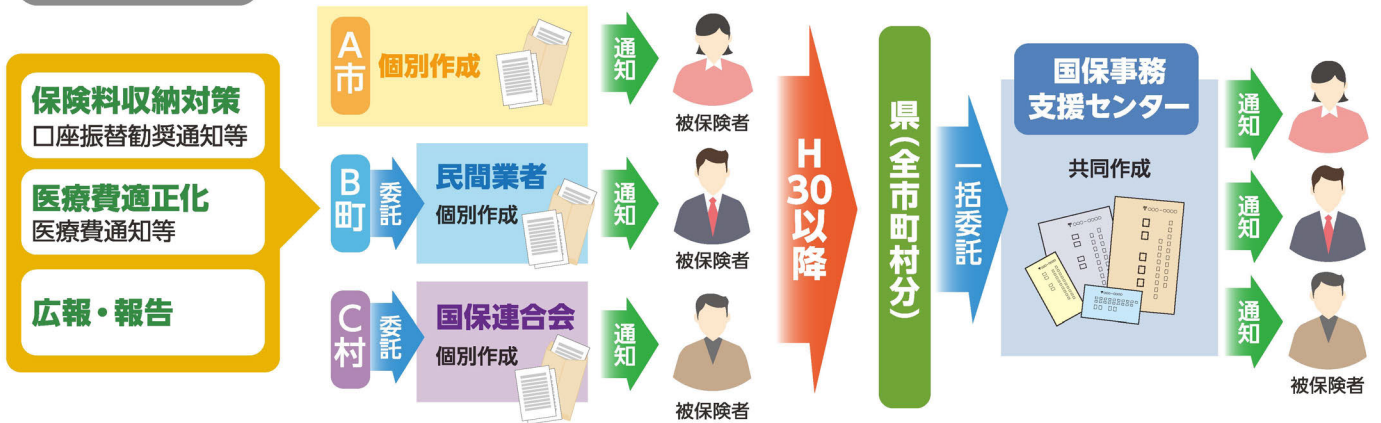 保険料収納対策
口座振替勧奨通知等
医療費適正化
医療費通知等
広報・報告
A市
個別作成
通知
被保険者
B町
委託
民間業者
個別作成
通知
被保険者
C村
委託
国保連合会
個別作成
通知
被保険者
H30以降
県(全市町村分)
一括委託
国保事務
支援センター
共同作成
〒○○○-○○○○
〒○○○-○○○○
〒○○○-○○○○
〒○○○-○○○○
通知
通知
通知
被保険者